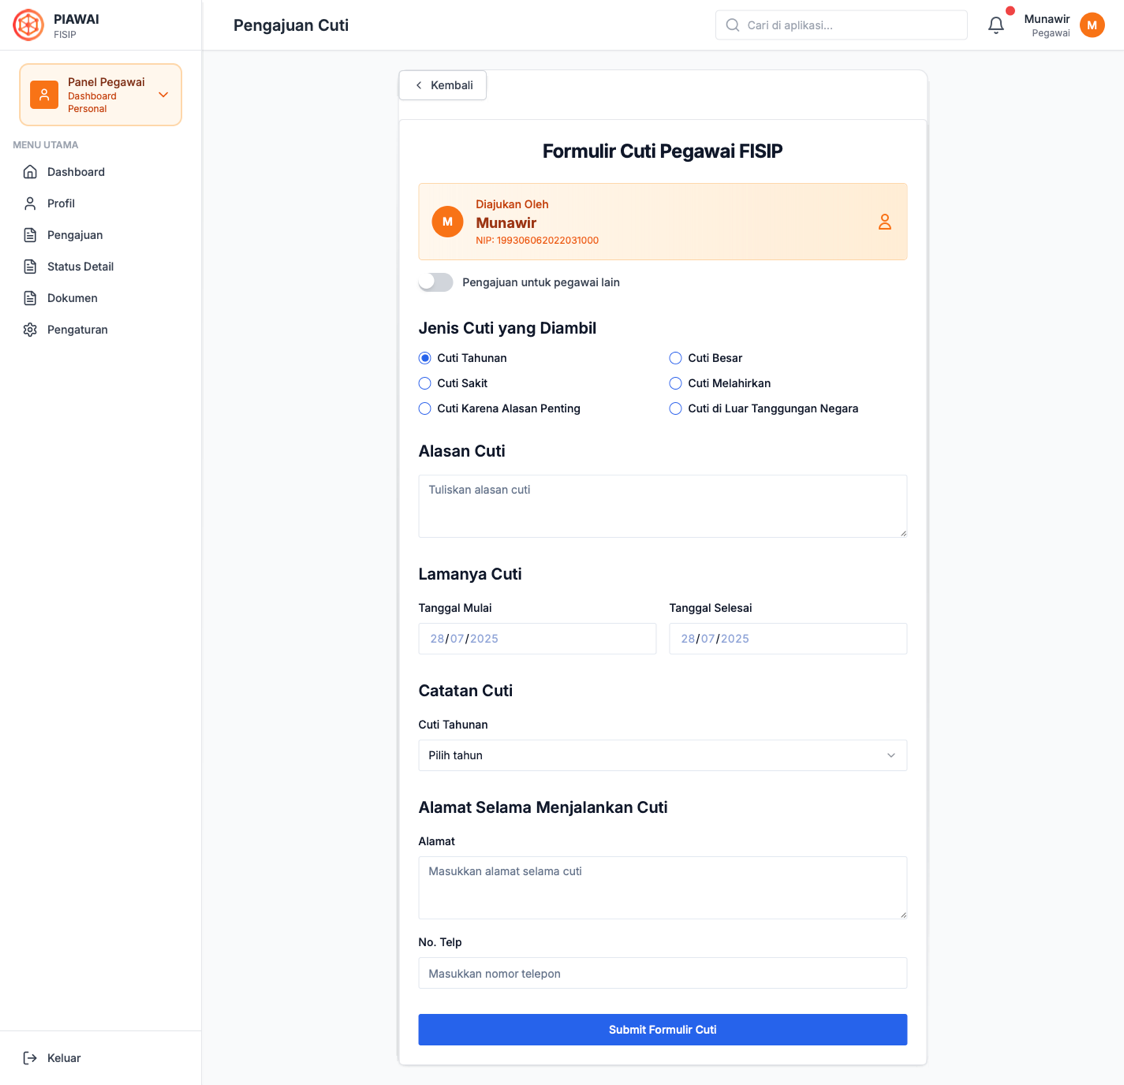 PIAWAI
FISIP
Pengajuan Cuti
Cari di aplikasi...
Munawir
Pegawai
M
Panel Pegawai
Dashboard
Personal
MENU UTAMA
Dashboard
Profil
Pengajuan
Status Detail
Dokumen
Pengaturan
Keluar
Kembali
Formulir Cuti Pegawai FISIP
M
Diajukan Oleh
Munawir
NIP: 199306062022031000
Pengajuan untuk pegawai lain
Jenis Cuti yang Diambil
Cuti Tahunan
Cuti Besar
Cuti Sakit
Cuti Melahirkan
Cuti Karena Alasan Penting
Cuti di Luar Tanggungan Negara
Alasan Cuti
Tuliskan alasan cuti
Lamanya Cuti
Tanggal Mulai
Tanggal Selesai
28/07/2025
28/07/2025
Catatan Cuti
Cuti Tahunan
Pilih tahun
Alamat Selama Menjalankan Cuti
Alamat
Masukkan alamat selama cuti
No. Telp
Masukkan nomor telepon
Submit Formulir Cuti